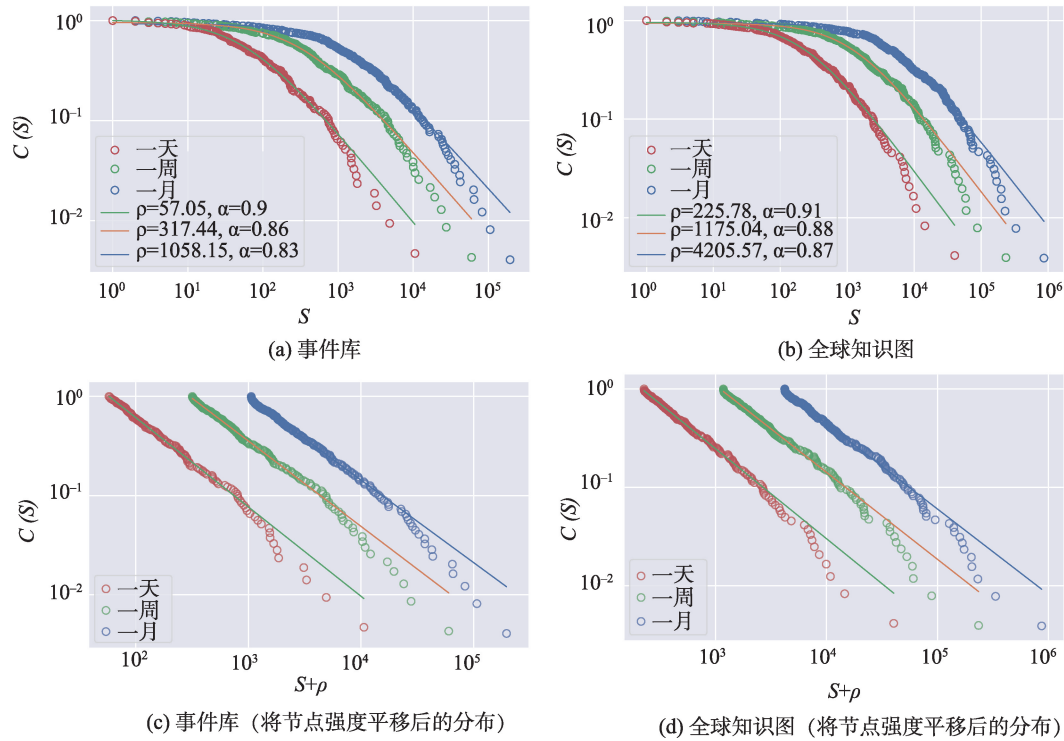 10⁰
10⁻¹
10⁻²
C (S)
一天
一周
一月
ρ=57.05, α=0.9
ρ=317.44, α=0.86
ρ=1058.15, α=0.83
10⁰ 10¹ 10² 10³ 10⁴ 10⁵
S
(a) 事件库
10⁰
10⁻¹
10⁻²
C (S)
一天
一周
一月
ρ=225.78, α=0.91
ρ=1175.04, α=0.88
ρ=4205.57, α=0.87
10⁰ 10¹ 10² 10³ 10⁴ 10⁵ 10⁶
S
(b) 全球知识图
10⁰
10⁻¹
10⁻²
C (S)
一天
一周
一月
10² 10³ 10⁴ 10⁵
S+ρ
(c) 事件库（将节点强度平移后的分布）
10⁰
10⁻¹
10⁻²
C (S)
一天
一周
一月
10³ 10⁴ 10⁵ 10⁶
S+ρ
(d) 全球知识图（将节点强度平移后的分布）